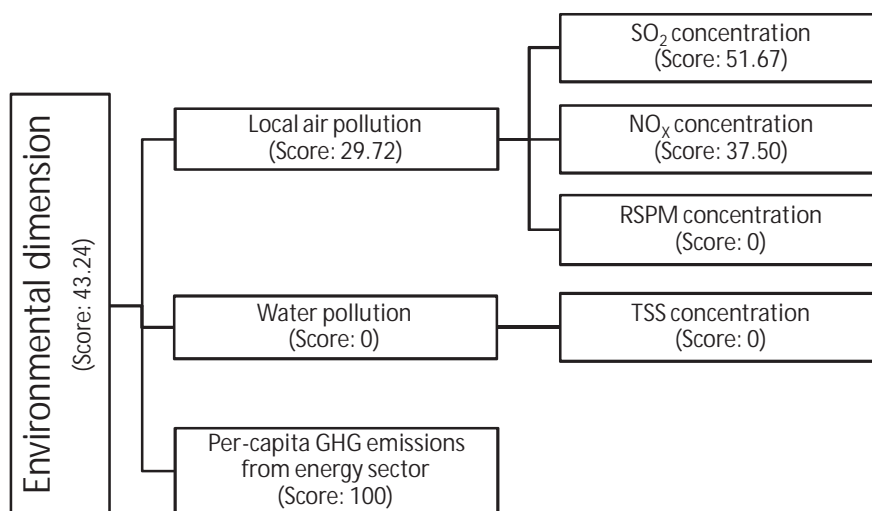 Environmental dimension
(Score: 43.24)
Local air pollution
(Score: 29.72)
SO₂ concentration
(Score: 51.67)
NOₓ concentration
(Score: 37.50)
RSPM concentration
(Score: 0)
Water pollution
(Score: 0)
TSS concentration
(Score: 0)
Per-capita GHG emissions
from energy sector
(Score: 100)